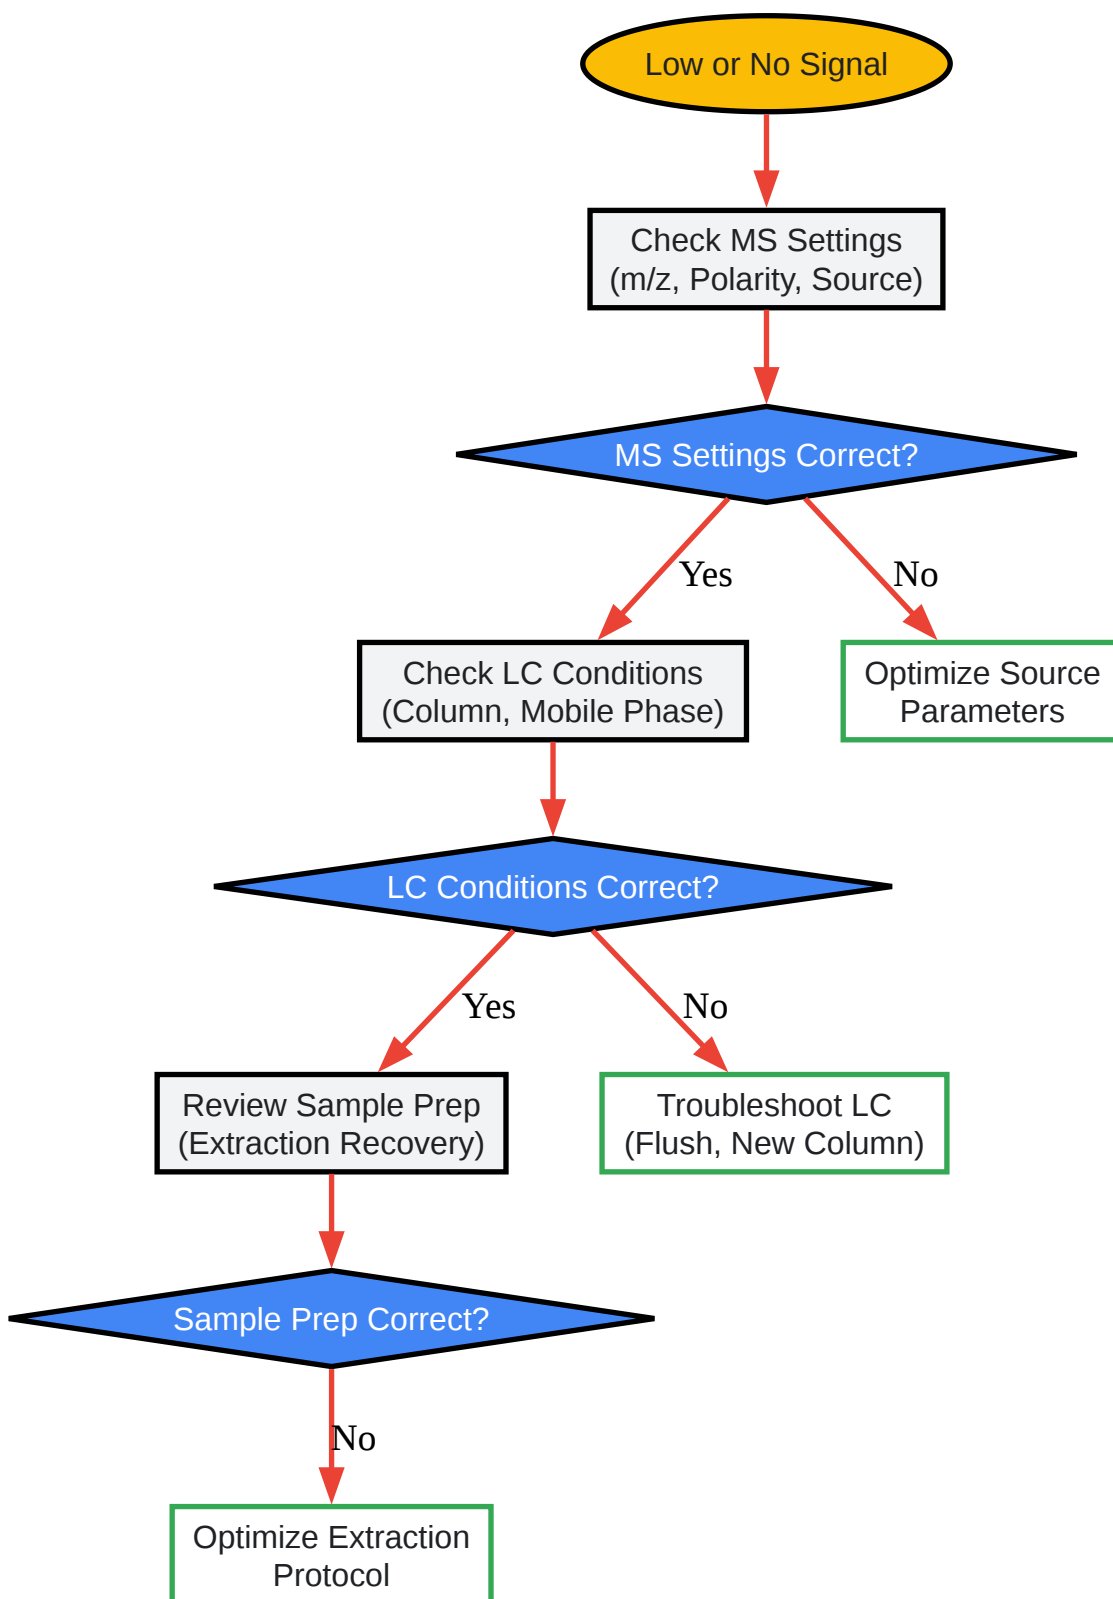 Low or No Signal
Check MS Settings
(m/z, Polarity, Source)
MS Settings Correct?
Yes
No
Check LC Conditions
(Column, Mobile Phase)
Optimize Source
Parameters
LC Conditions Correct?
Yes
No
Review Sample Prep
(Extraction Recovery)
Troubleshoot LC
(Flush, New Column)
Sample Prep Correct?
No
Optimize Extraction
Protocol